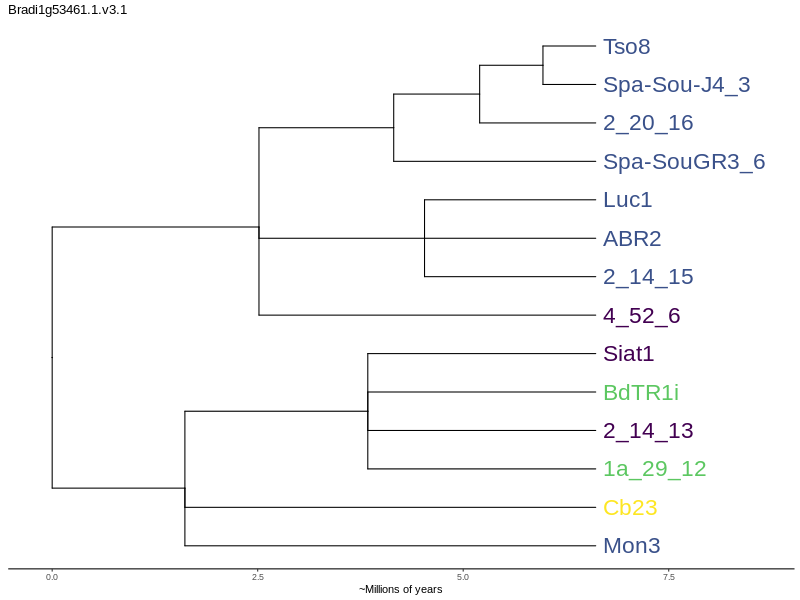 Bradi1g53461.1.v3.1
Tso8
Spa-Sou-J4_3
2_20_16
Spa-SouGR3_6
Luc1
ABR2
2_14_15
4_52_6
Siat1
BdTR1i
2_14_13
1a_29_12
Cb23
Mon3
0.0 2.5 5.0 7.5
~Millions of years